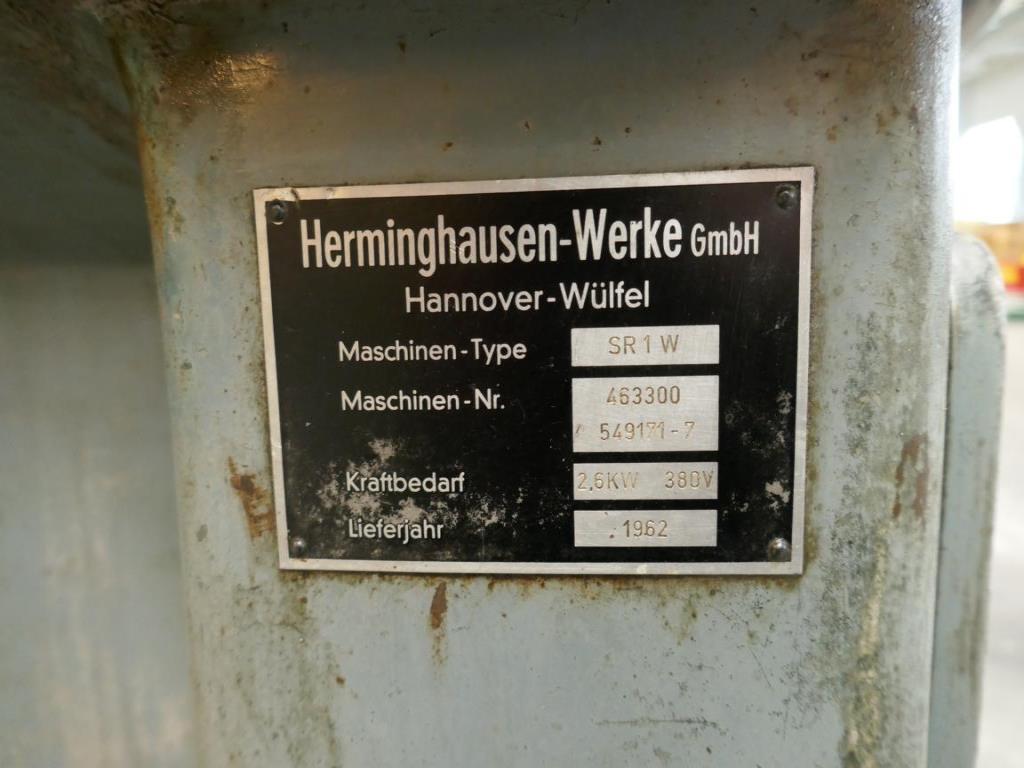 Herminghausen-Werke GmbH
Hannover-Wülfel
Maschinen-Type SR 1 W
Maschinen-Nr. 463300
549171-7
Kraftbedarf 2,6KW 380V
Lieferjahr 1962